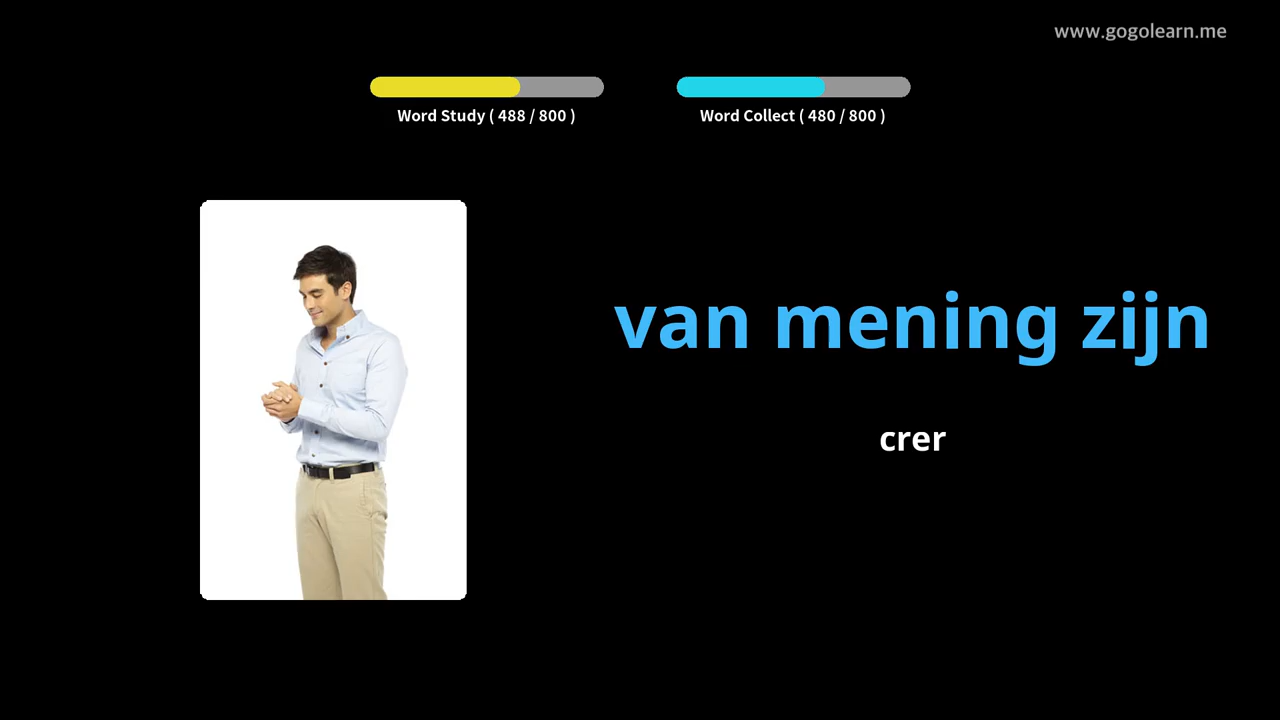 www.gogolearn.me
Word Study ( 488 / 800 )
Word Collect ( 480 / 800 )
van mening zijn
crer